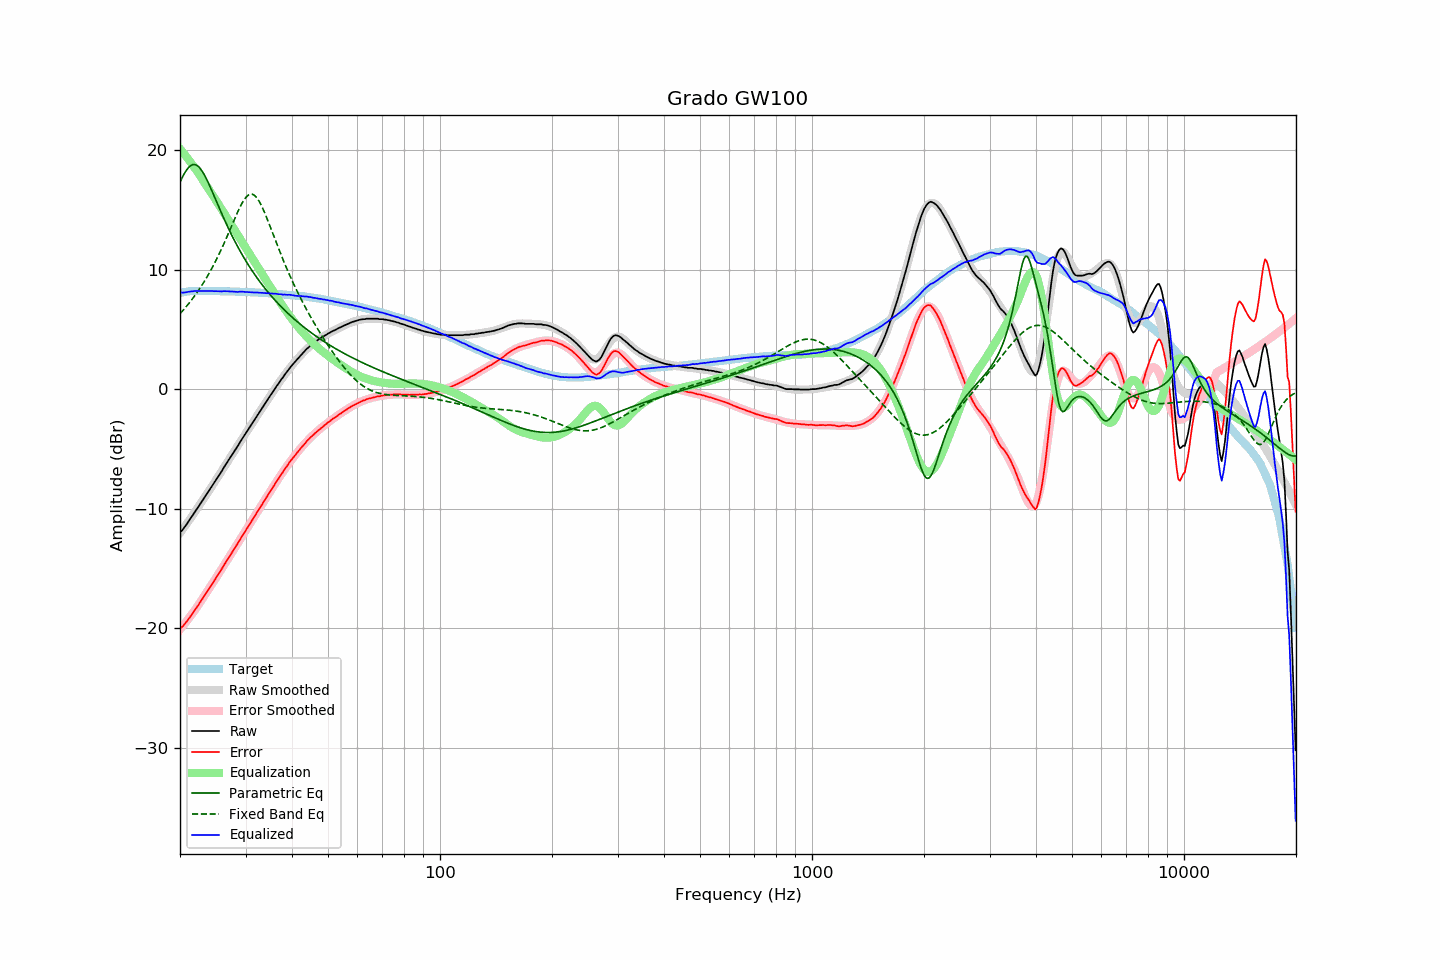 Grado GW100
Amplitude (dBr)
20
10
0
−10
−20
−30
Target
Raw Smoothed
Error Smoothed
Raw
Error
Equalization
Parametric Eq
Fixed Band Eq
Equalized
100
1000
10000
Frequency (Hz)